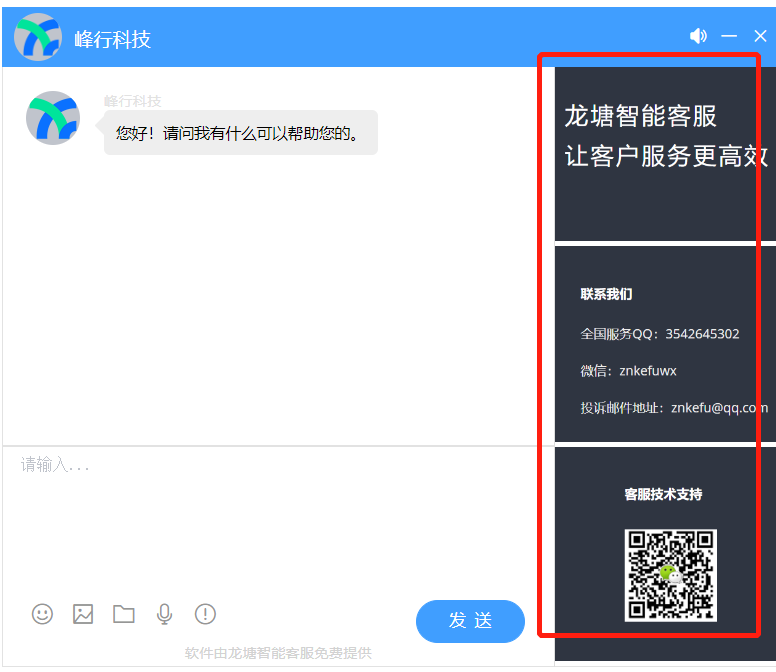 峰行科技
峰行科技
您好！请问我有什么可以帮助您的。
请输入...
发 送
软件由龙塘智能客服免费提供
龙塘智能客服
让客户服务更高效
联系我们
全国服务QQ：3542645302
微信：znkefuwx
投诉邮件地址：znkefu@qq.com
客服技术支持